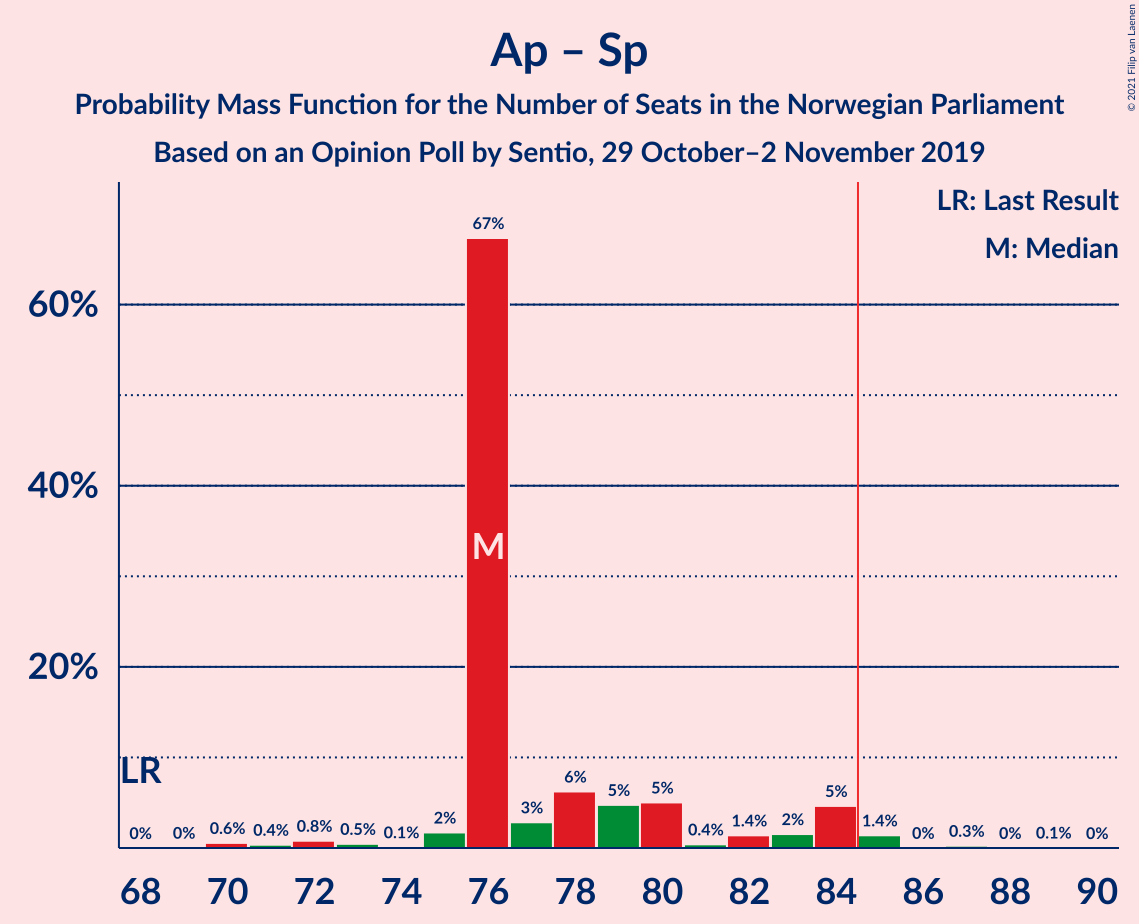 Ap – Sp
Probability Mass Function for the Number of Seats in the Norwegian Parliament
Based on an Opinion Poll by Sentio, 29 October–2 November 2019
© 2021 Filip van Laenen
LR: Last Result
M: Median
60%
40%
20%
67%
M
LR
0% 0% 0.6% 0.4% 0.8% 0.5% 0.1% 2% 3% 6% 5% 5% 0.4% 1.4% 2% 5% 1.4% 0% 0.3% 0% 0.1% 0%
68 70 72 74 76 78 80 82 84 86 88 90